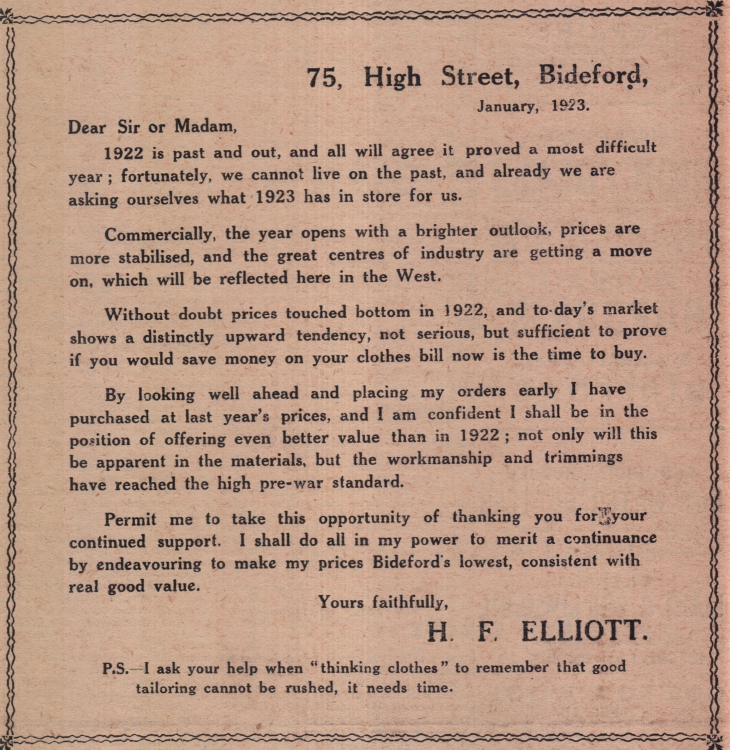 75, High Street, Bideford,
January, 1923.
Dear Sir or Madam,
1922 is past and out, and all will agree it proved a most difficult
year ; fortunately, we cannot live on the past, and already we are
asking ourselves what 1923 has in store for us.
Commercially, the year opens with a brighter outlook, prices are
more stabilised, and the great centres of industry are getting a move
on, which will be reflected here in the West.
Without doubt prices touched bottom in 1922, and to-day's market
shows a distinctly upward tendency, not serious, but sufficient to prove
if you would save money on your clothes bill now is the time to buy.
By looking well ahead and placing my orders early I have
purchased at last year's prices, and I am confident I shall be in the
position of offering even better value than in 1922 ; not only will this
be apparent in the materials, but the workmanship and trimmings
have reached the high pre-war standard.
Permit me to take this opportunity of thanking you for your
continued support. I shall do all in my power to merit a continuance
by endeavouring to make my prices Bideford's lowest, consistent with
real good value.
Yours faithfully,
H. F. ELLIOTT.
P.S.—I ask your help when "thinking clothes" to remember that good
tailoring cannot be rushed, it needs time.